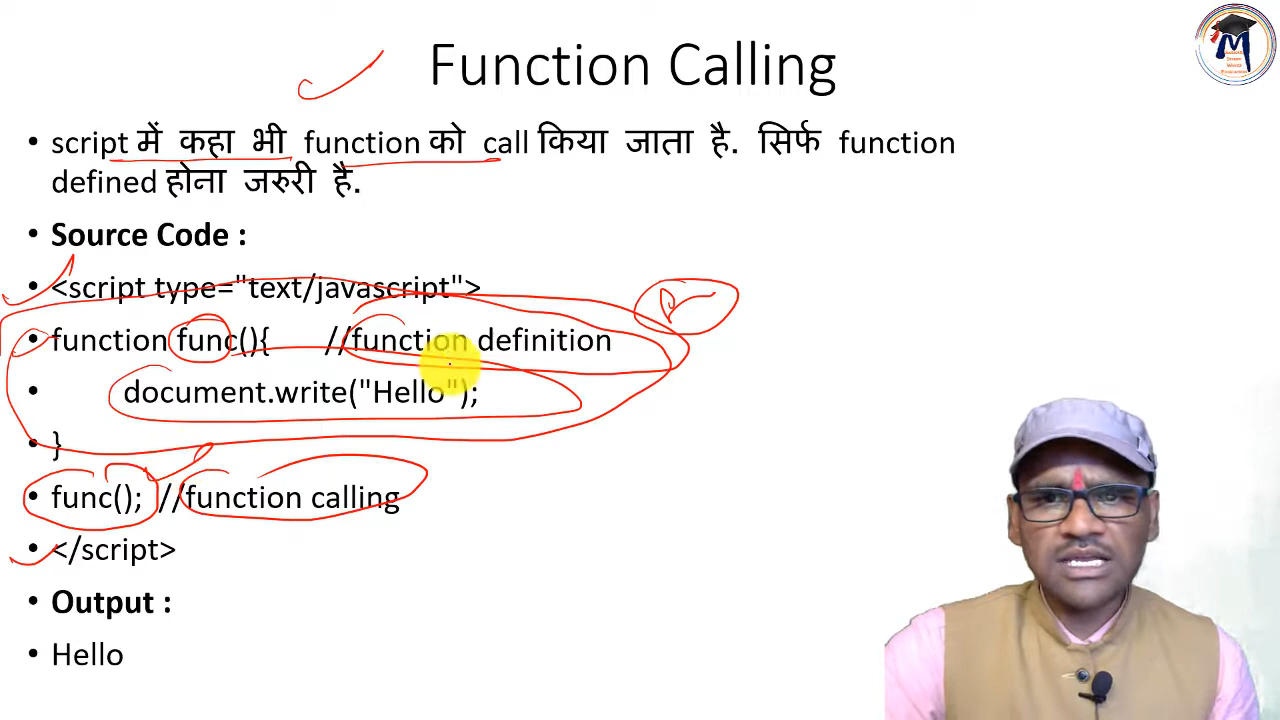 Function Calling
• script में कहा भी function को call किया जाता है. सिर्फ function
defined होना जरुरी है.
• Source Code :
• <script type="text/javascript">
• function func(){ //function definition
• document.write("Hello");
• }
• func(); //function calling
• </script>
• Output :
• Hello